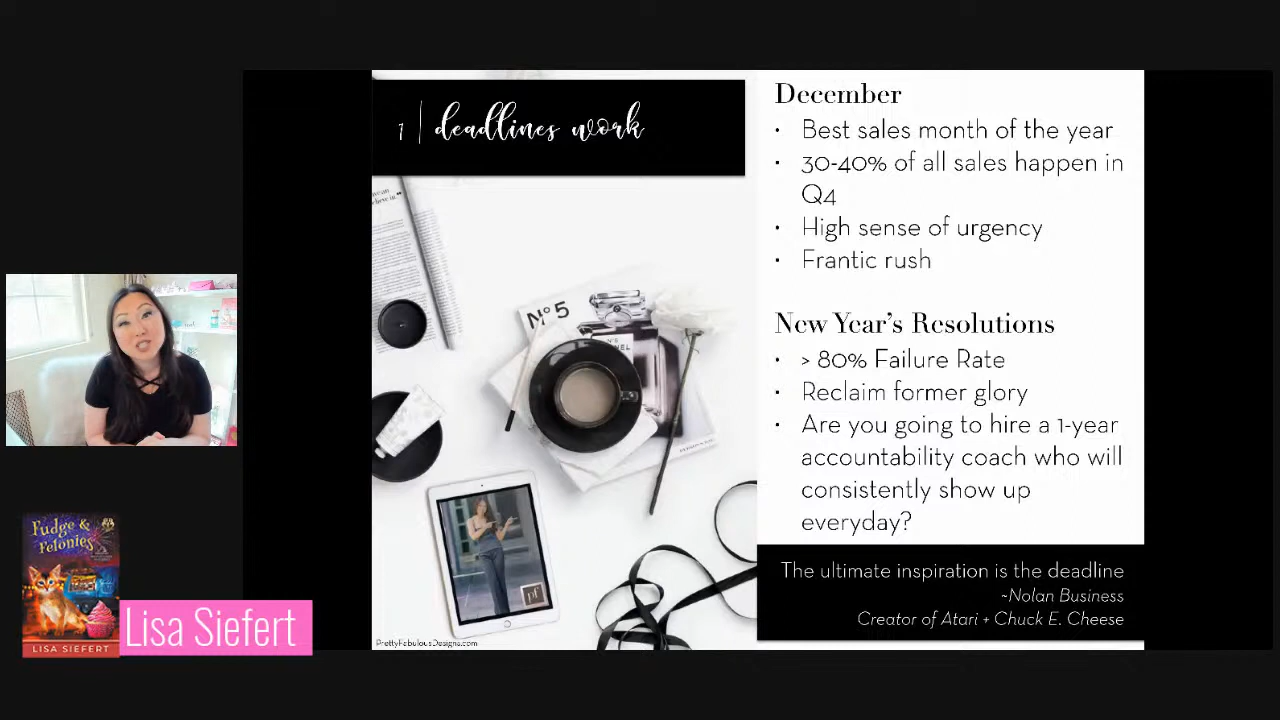 1 | deadlines work
December
• Best sales month of the year
• 30-40% of all sales happen in
Q4
• High sense of urgency
• Frantic rush
New Year's Resolutions
• > 80% Failure Rate
• Reclaim former glory
• Are you going to hire a 1-year
accountability coach who will
consistently show up
everyday?
The ultimate inspiration is the deadline
~Nolan Business
Creator of Atari + Chuck E. Cheese
Nº5
pf
PrettyFabulousDesigns.com
Fudge &
Felonies
LISA SIEFERT
Lisa Siefert